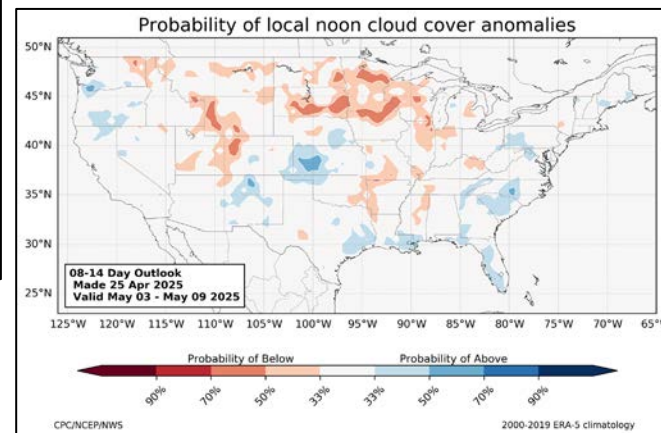 Probability of local noon cloud cover anomalies
50°N
45°N
40°N
35°N
30°N
25°N
08-14 Day Outlook
Made 25 Apr 2025
Valid May 03 - May 09 2025
125°W 120°W 115°W 110°W 105°W 100°W 95°W 90°W 85°W 80°W 75°W 70°W 65°W
Probability of Below Probability of Above
90% 70% 50% 33% 33% 50% 70% 90%
CPC/NCEP/NWS 2000-2019 ERA-5 climatology